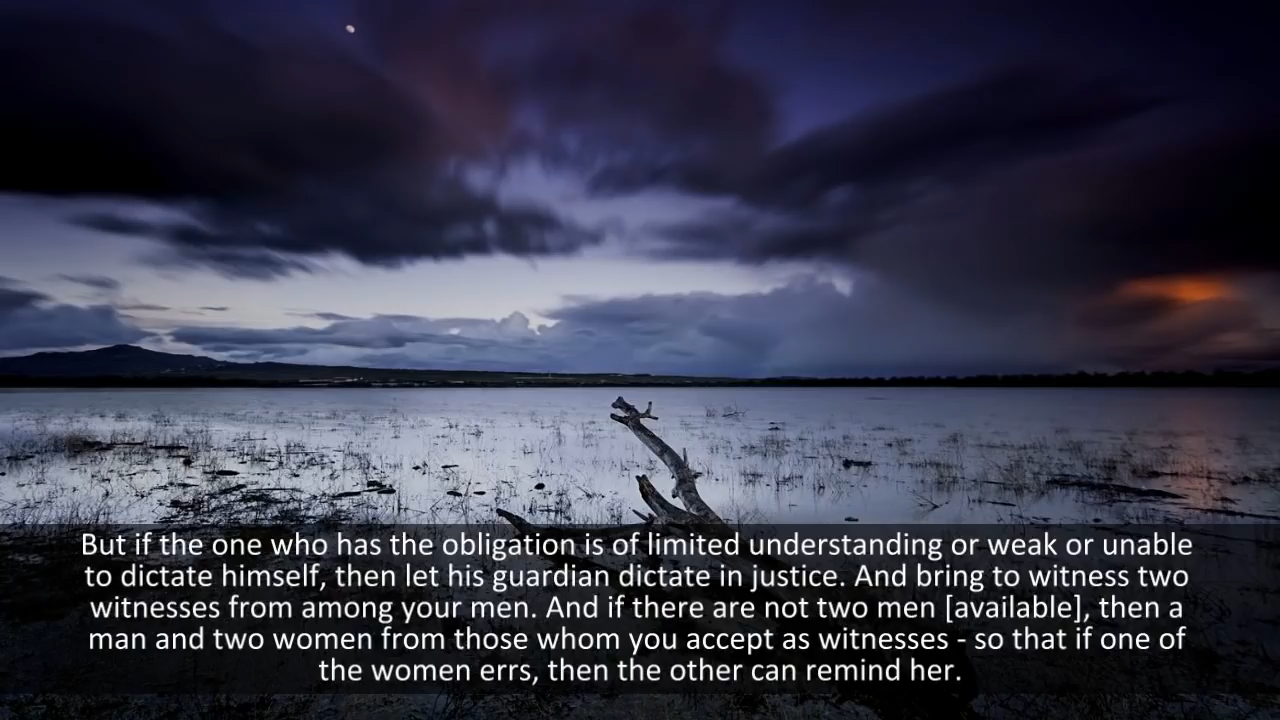 But if the one who has the obligation is of limited understanding or weak or unable
to dictate himself, then let his guardian dictate in justice. And bring to witness two
witnesses from among your men. And if there are not two men [available], then a
man and two women from those whom you accept as witnesses - so that if one of
the women errs, then the other can remind her.